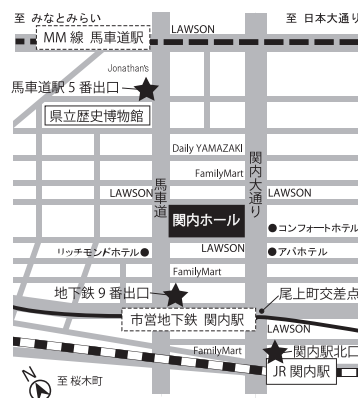 至 みなとみらい
至 日本大通り
MM線 馬車道駅
LAWSON
Jonathan's
馬車道駅5番出口
県立歴史博物館
Daily YAMAZAKI
FamilyMart
馬車道
関内大通り
LAWSON
LAWSON
関内ホール
コンフォートホテル
リッチモンドホテル
LAWSON
アパホテル
FamilyMart
地下鉄9番出口
尾上町交差点
市営地下鉄 関内駅
LAWSON
FamilyMart
関内駅北口
JR関内駅
N
至 桜木町